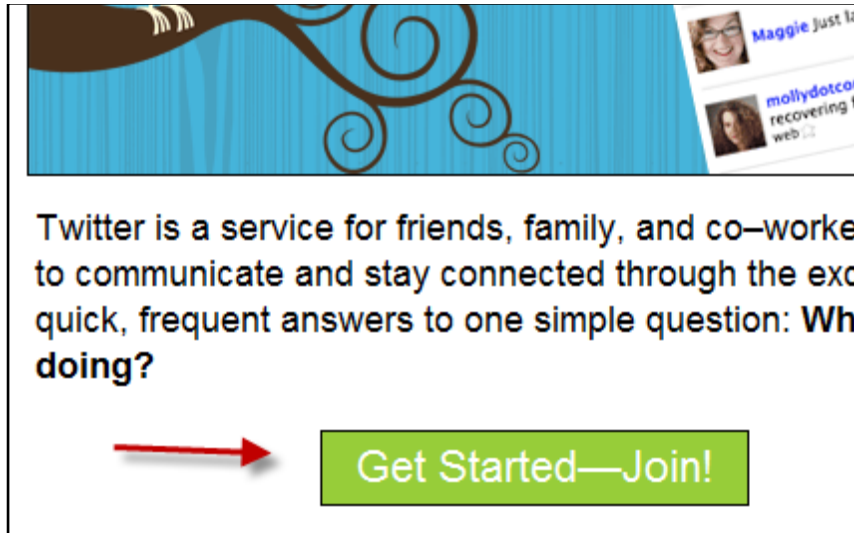 Maggie Just la
mollydotco
recovering
web
Twitter is a service for friends, family, and co–worke
to communicate and stay connected through the exc
quick, frequent answers to one simple question: Wh
doing?
Get Started—Join!